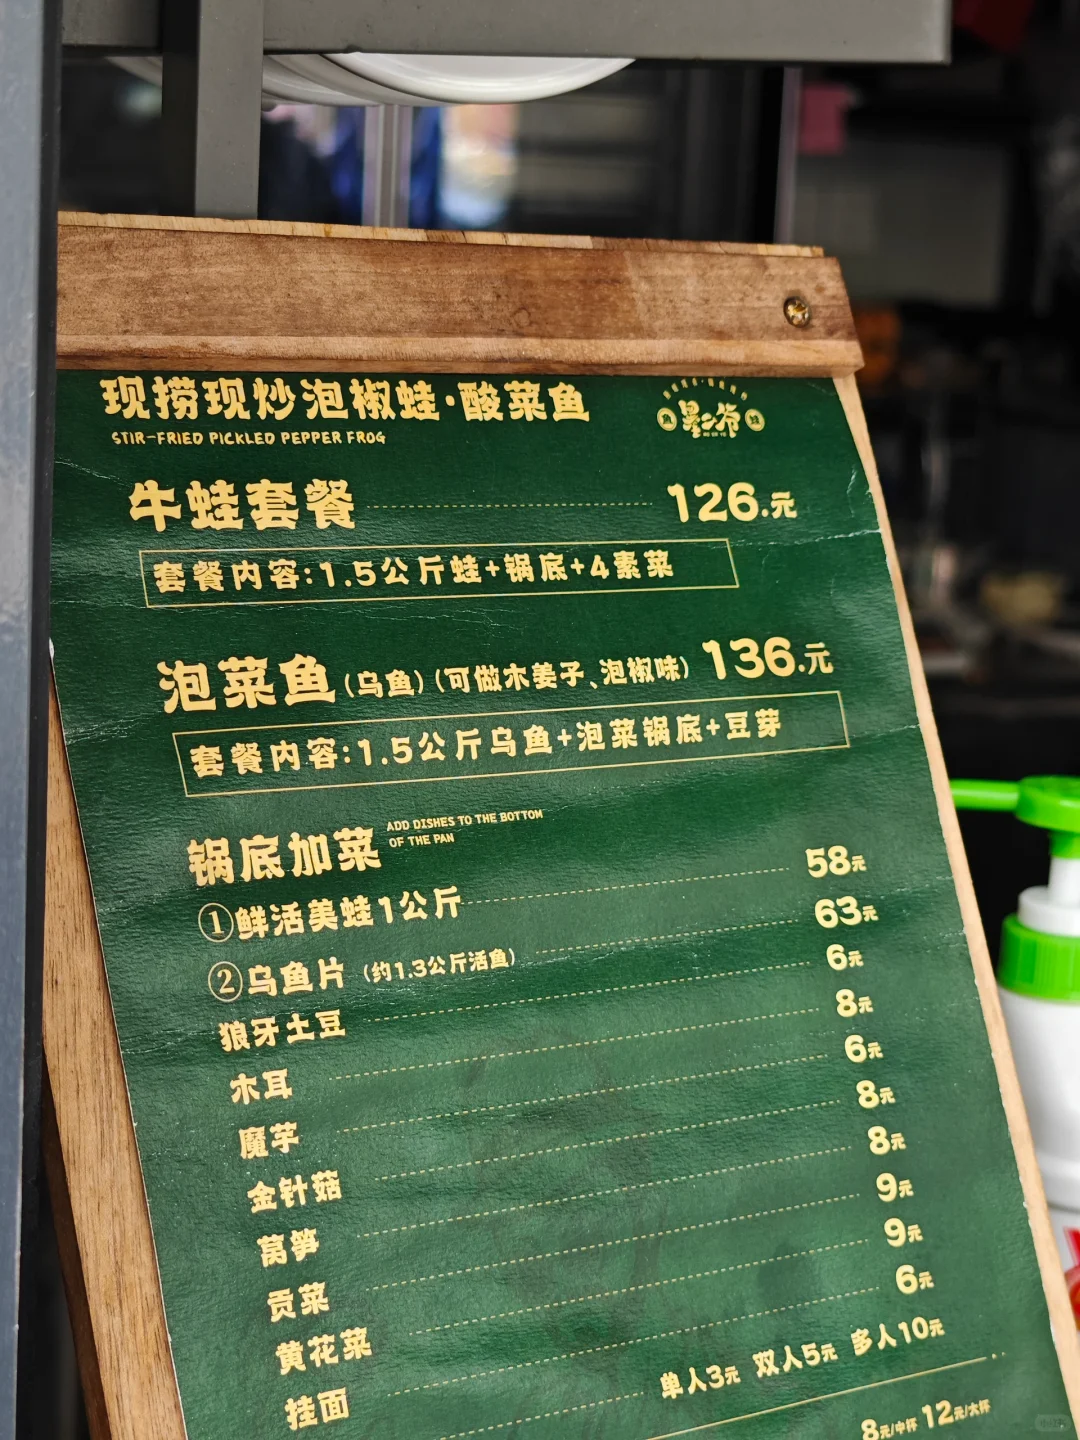 现捞现炒泡椒蛙·酸菜鱼
STIR-FRIED PICKLED PEPPER FROG
星二爷
牛蛙套餐 126.元
套餐内容:1.5公斤蛙+锅底+4素菜
泡菜鱼(乌鱼)(可做木姜子、泡椒味) 136.元
套餐内容:1.5公斤乌鱼+泡菜锅底+豆芽
锅底加菜
ADD DISHES TO THE BOTTOM
OF THE PAN
①鲜活美蛙1公斤 58元
②乌鱼片(约1.3公斤活鱼) 63元
狼牙土豆 6元
木耳 8元
魔芋 6元
金针菇 8元
莴笋 8元
贡菜 9元
黄花菜 9元
挂面 6元
单人3元 双人5元 多人10元
8元/中杯 12元/大杯